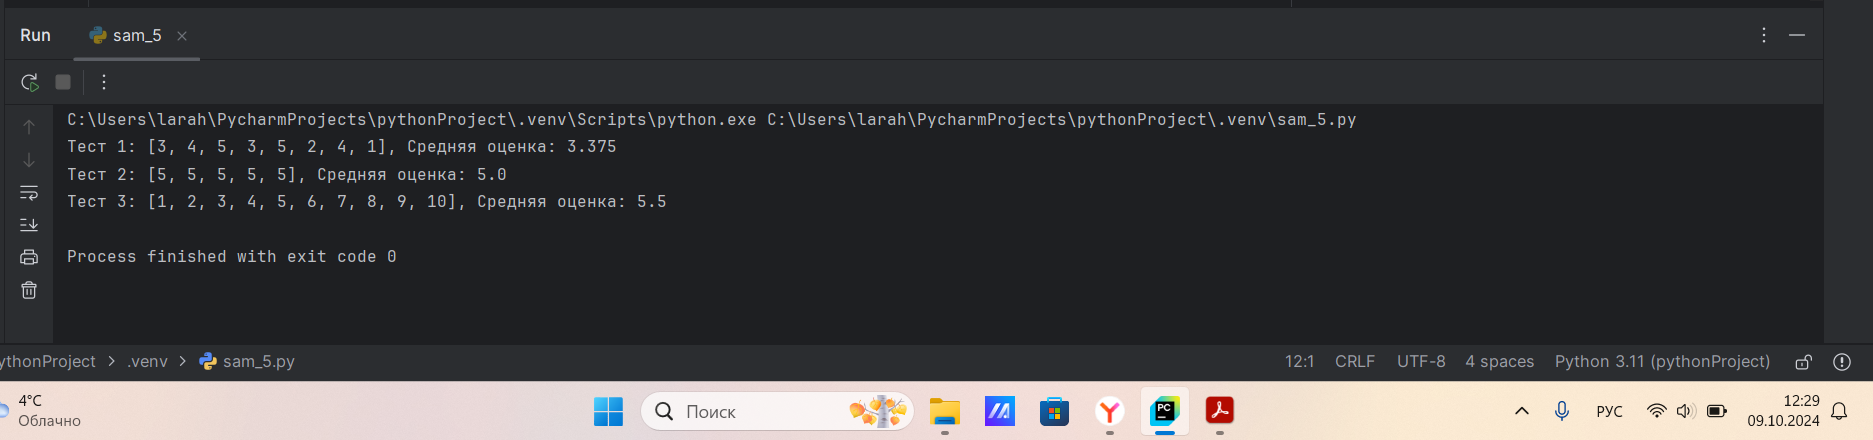 Run sam_5
C:\Users\larah\PycharmProjects\pythonProject\.venv\Scripts\python.exe C:\Users\larah\PycharmProjects\pythonProject\.venv\sam_5.py
Тест 1: [3, 4, 5, 3, 5, 2, 4, 1], Средняя оценка: 3.375
Тест 2: [5, 5, 5, 5, 5], Средняя оценка: 5.0
Тест 3: [1, 2, 3, 4, 5, 6, 7, 8, 9, 10], Средняя оценка: 5.5
Process finished with exit code 0
ythonProject > .venv > sam_5.py 12:1 CRLF UTF-8 4 spaces Python 3.11 (pythonProject)
4°C
Облачно
Поиск
PC
РУС
12:29
09.10.2024